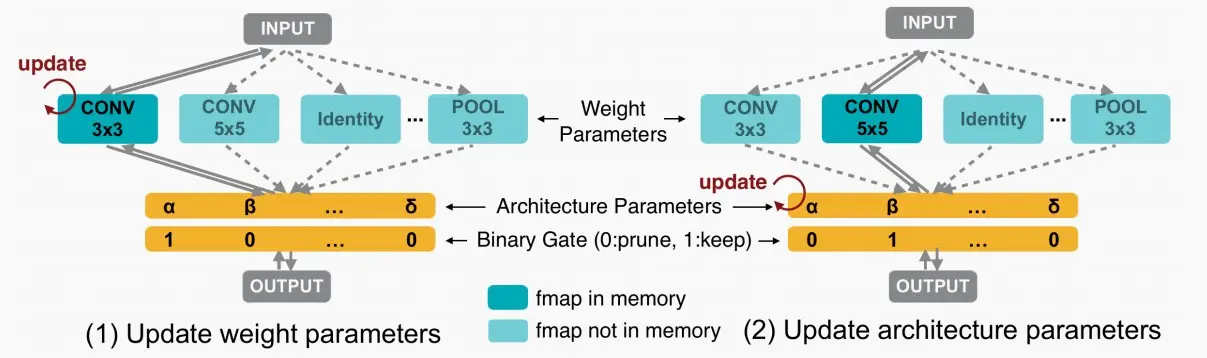 INPUT
update
CONV
3x3
CONV
5x5
Identity
...
POOL
3x3
α β ... δ
1 0 ... 0
OUTPUT
(1) Update weight parameters
Weight
Parameters
Architecture Parameters
Binary Gate (0:prune, 1:keep)
fmap in memory
fmap not in memory
INPUT
CONV
3x3
CONV
5x5
Identity
...
POOL
3x3
update
α β ... δ
0 1 ... 0
OUTPUT
(2) Update architecture parameters